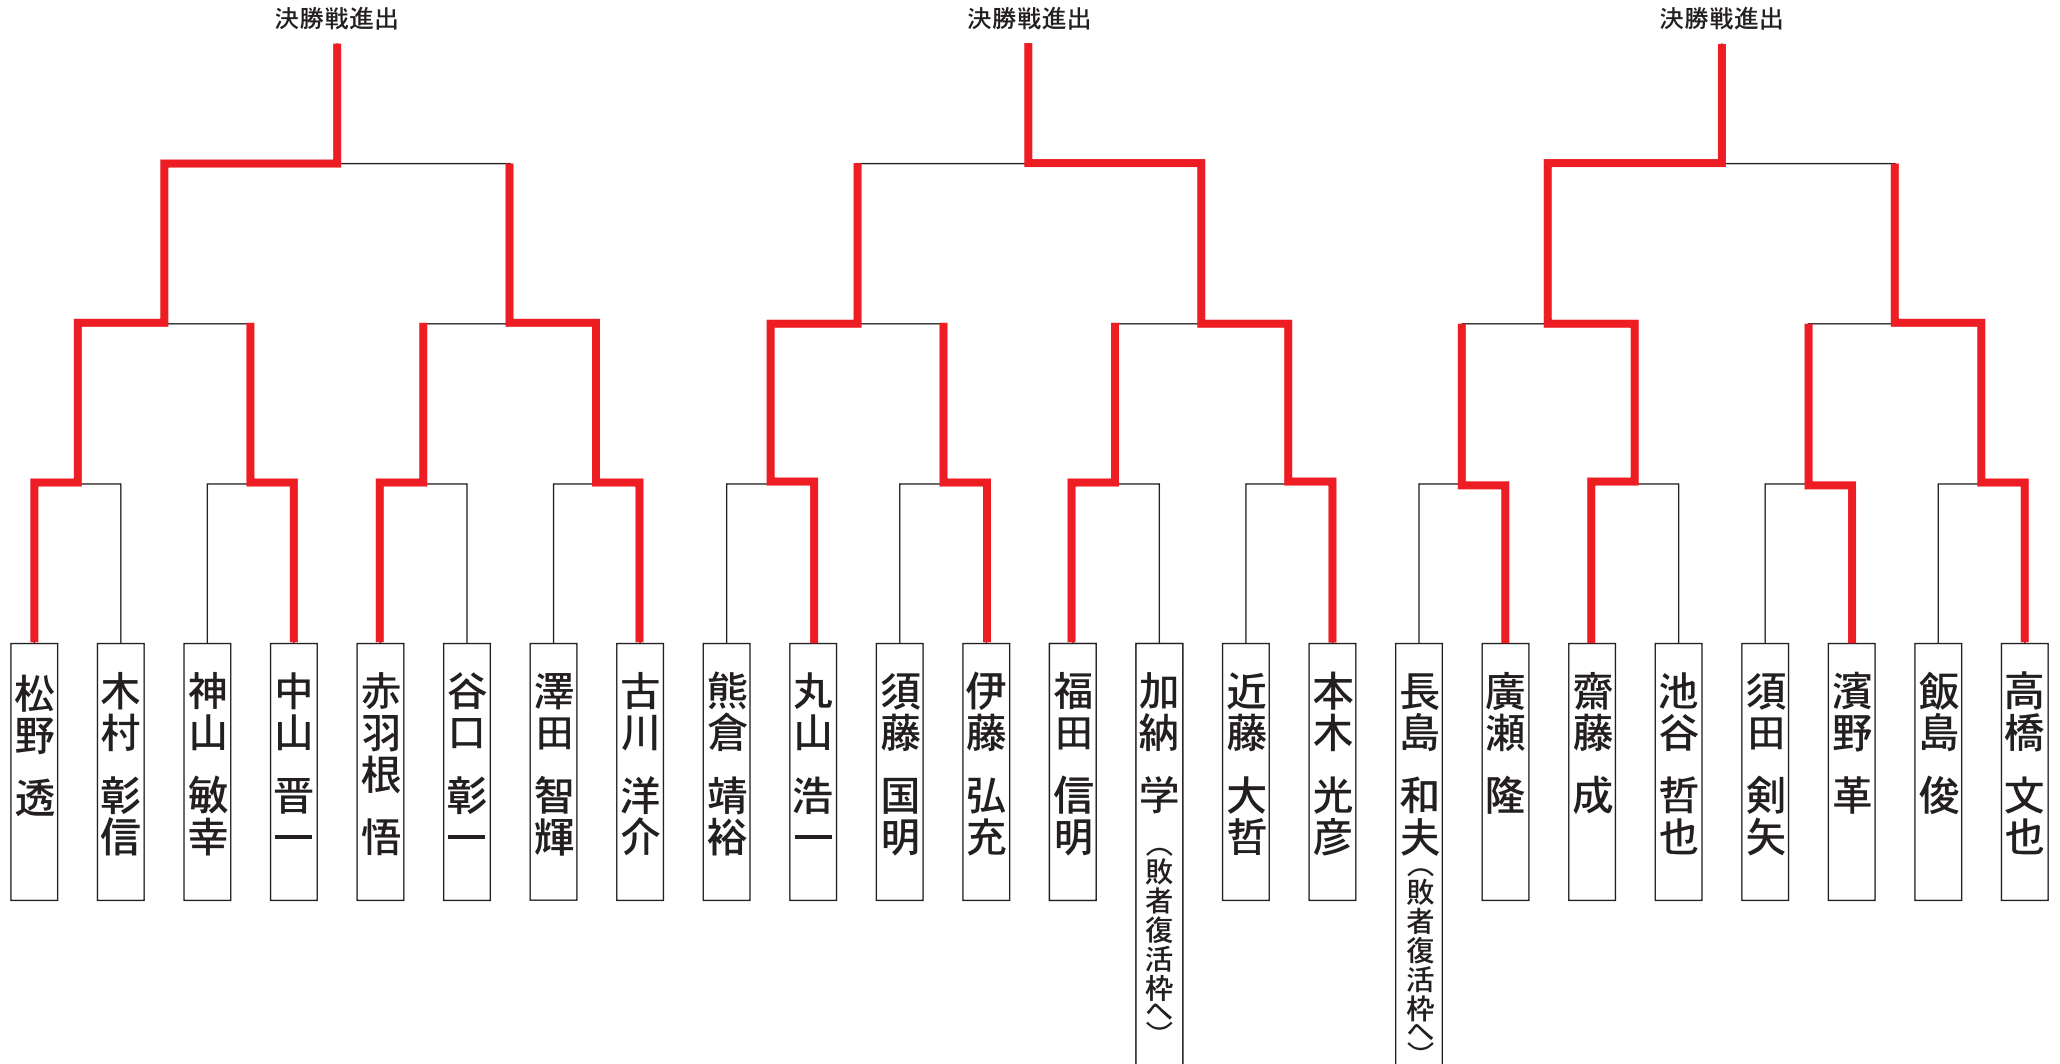 決勝戦進出
決勝戦進出
決勝戦進出
松野 透
木村 彰信
神山 敏幸
中山 晋一
赤羽根 悟
谷口 彰一
澤田 智輝
古川 洋介
熊倉 靖裕
丸山 浩一
須藤 国明
伊藤 弘充
福田 信明
加納 学 （敗者復活枠へ）
近藤 大哲
本木 光彦
長島 和夫（敗者復活枠へ）
廣瀬 隆
齋藤 成
池谷 哲也
須田 剣矢
濱野 革
飯島 俊
高橋 文也